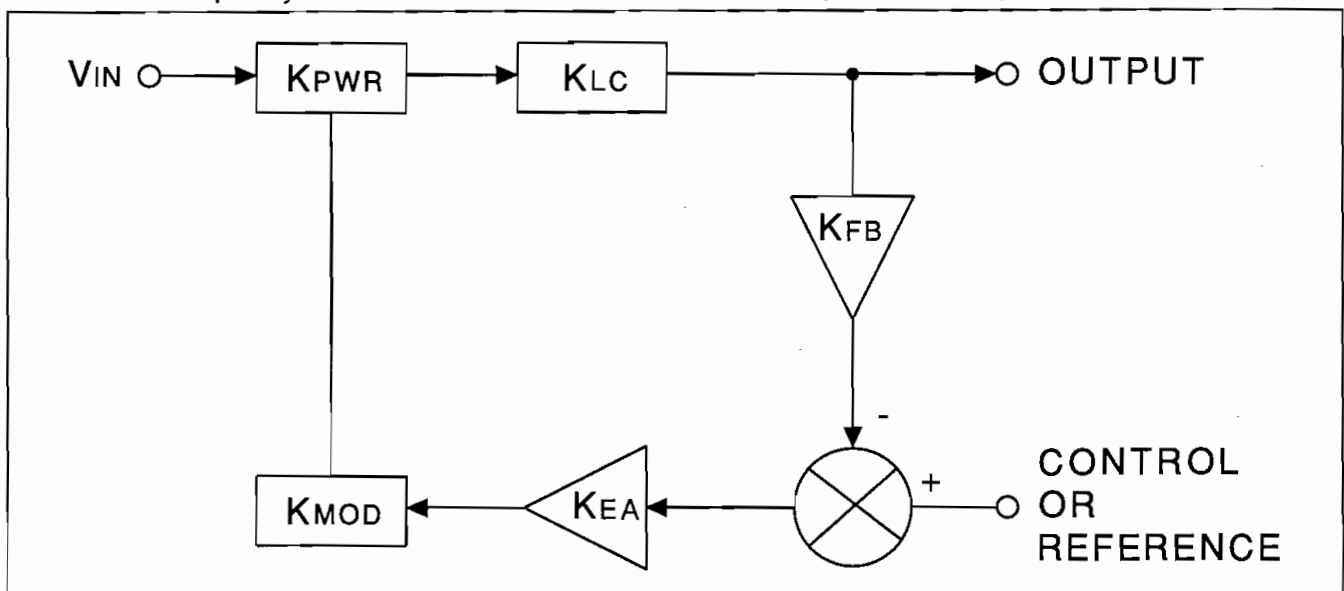 VIN
KPWR
KLC
OUTPUT
KFB
-
+
KMOD
KEA
CONTROL
OR
REFERENCE